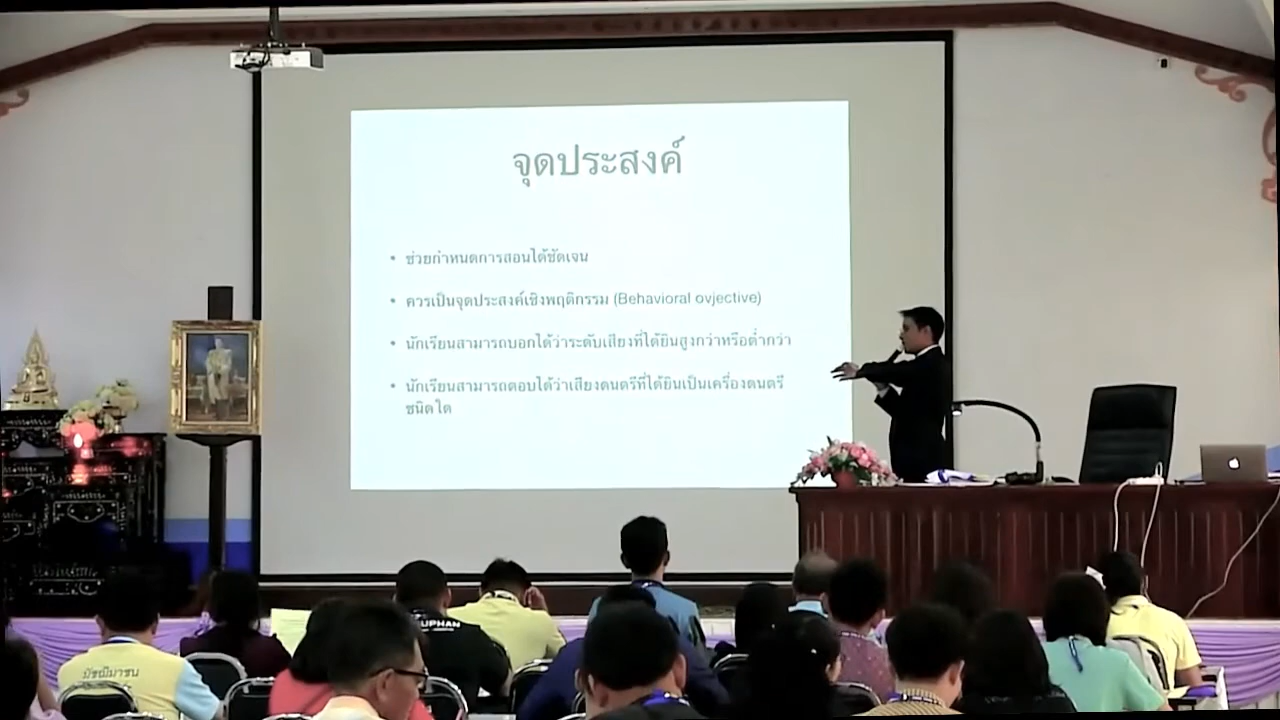 จุดประสงค์
• ช่วยกำหนดการสอนได้ชัดเจน
• ควรเป็นจุดประสงค์เชิงพฤติกรรม (Behavioral ovjective)
• นักเรียนสามารถบอกได้ว่าระดับเสียงที่ได้ยินสูงกว่าหรือต่ำกว่า
• นักเรียนสามารถตอบได้ว่าเสียงดนตรีที่ได้ยินเป็นเครื่องดนตรี
ชนิดใด
UPHAN